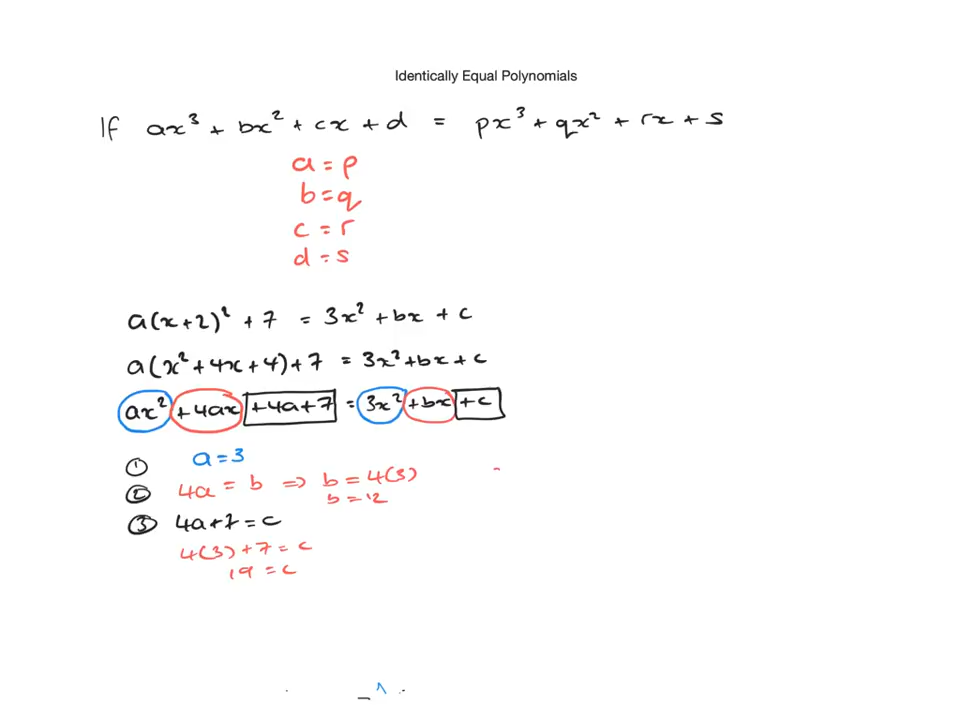 Identically Equal Polynomials
If ax³ + bx² + cx + d = px³ + qx² + rx + s
a = p
b = q
c = r
d = s
a(x+2)² + 7 = 3x² + bx + c
a(x² + 4x + 4) + 7 = 3x² + bx + c
ax² + 4ax + 4a + 7 = 3x² + bx + c
① a = 3
② 4a = b ⇒ b = 4(3)
b = 12
③ 4a + 7 = c
4(3) + 7 = c
19 = c